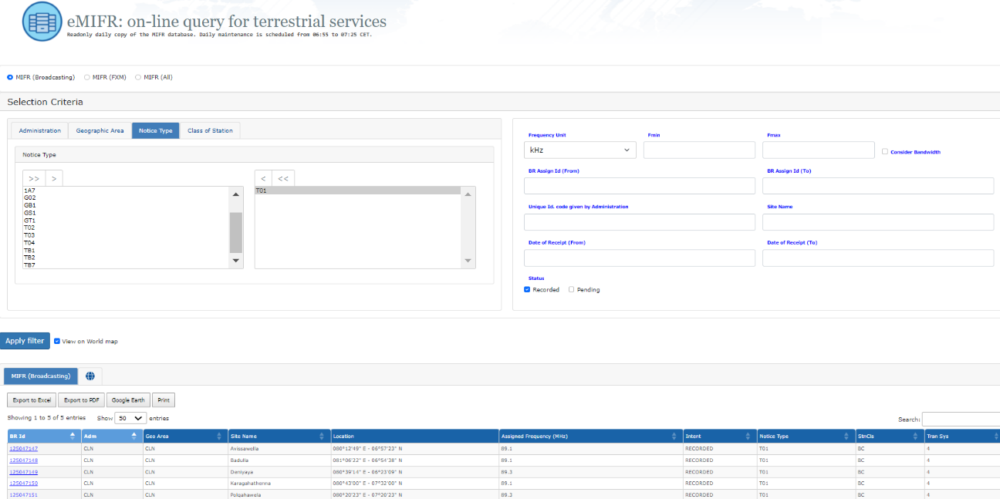 eMIFR: on-line query for terrestrial services
Readonly daily copy of the MIFR database. Daily maintenance is scheduled from 06:55 to 07:25 CET.
MIFR (Broadcasting) MIFR (FXM) MIFR (All)
Selection Criteria
Administration Geographic Area Notice Type Class of Station
Notice Type
>> > < <<
1A7
G02
GB1
GS1
GT1
T02
T03
T04
TB1
TB2
TB7
T01
Frequency Unit Fmin Fmax
kHz Consider Bandwidth
BR Assign Id (From) BR Assign Id (To)
Unique Id. code given by Administration Site Name
Date of Receipt (From) Date of Receipt (To)
Status
Recorded Pending
Apply filter View on World map
MIFR (Broadcasting)
Export to Excel Export to PDF Google Earth Print
Showing 1 to 5 of 5 entries Show 50 entries Search:
BR Id Adm Geo Area Site Name Location Assigned Frequency (MHz) Intent Notice Type StnCls Tran Sys
125047147 CLN CLN Avissawella 080°12'49" E - 06°57'23" N 89.1 RECORDED T01 BC 4
125047148 CLN CLN Badulla 081°06'22" E - 06°54'38" N 89.1 RECORDED T01 BC 4
125047149 CLN CLN Deniyaya 080°39'14" E - 06°23'09" N 89.3 RECORDED T01 BC 4
125047150 CLN CLN Karagahathenna 080°43'00" E - 07°32'00" N 89.1 RECORDED T01 BC 4
125047151 CLN CLN Polgahawela 080°20'23" E - 07°20'23" N 89.3 RECORDED T01 BC 4